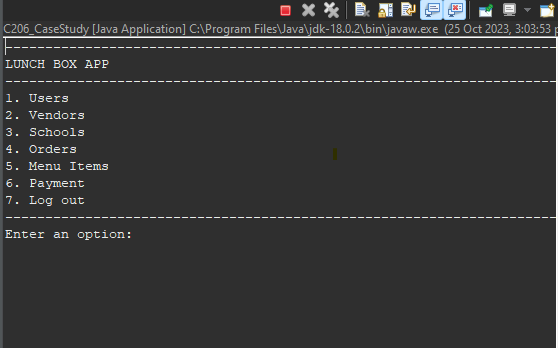 C206_CaseStudy [Java Application] C:\Program Files\Java\jdk-18.0.2\bin\javaw.exe (25 Oct 2023, 3:03:53
LUNCH BOX APP
1. Users
2. Vendors
3. Schools
4. Orders
5. Menu Items
6. Payment
7. Log out
Enter an option: